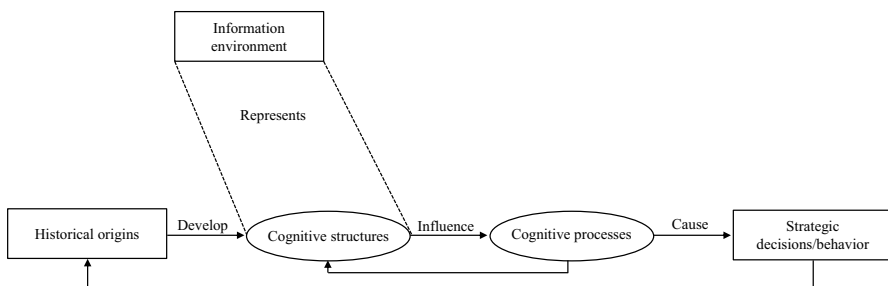 Information
environment
Represents
Historical origins
Develop
Cognitive structures
Influence
Cognitive processes
Cause
Strategic
decisions/behavior